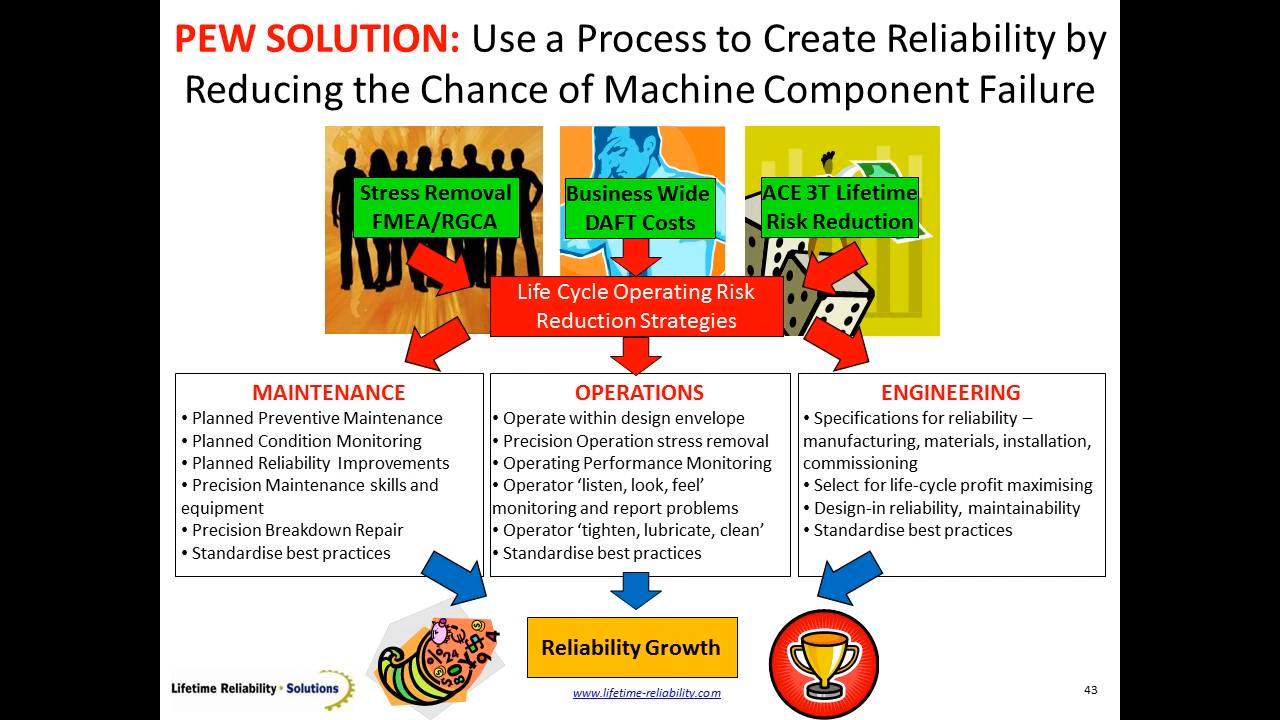 PEW SOLUTION: Use a Process to Create Reliability by
Reducing the Chance of Machine Component Failure
Stress Removal
FMEA/RGCA
Business Wide
DAFT Costs
ACE 3T Lifetime
Risk Reduction
Life Cycle Operating Risk
Reduction Strategies
MAINTENANCE
• Planned Preventive Maintenance
• Planned Condition Monitoring
• Planned Reliability Improvements
• Precision Maintenance skills and
equipment
• Precision Breakdown Repair
• Standardise best practices
OPERATIONS
• Operate within design envelope
• Precision Operation stress removal
• Operating Performance Monitoring
• Operator ‘listen, look, feel’
monitoring and report problems
• Operator ‘tighten, lubricate, clean’
• Standardise best practices
ENGINEERING
• Specifications for reliability –
manufacturing, materials, installation,
commissioning
• Select for life-cycle profit maximising
• Design-in reliability, maintainability
• Standardise best practices
Reliability Growth
Lifetime Reliability • Solutions
www.lifetime-reliability.com
43